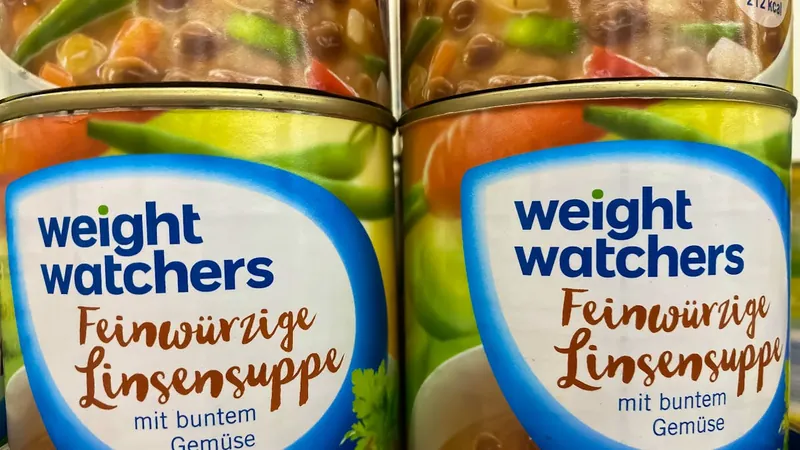 212 kcal
weight
watchers
Feinwürzige
Linsensuppe
mit buntem
Gemüse
weight
watchers
Feinwürzige
Linsensuppe
mit buntem
Gemüse